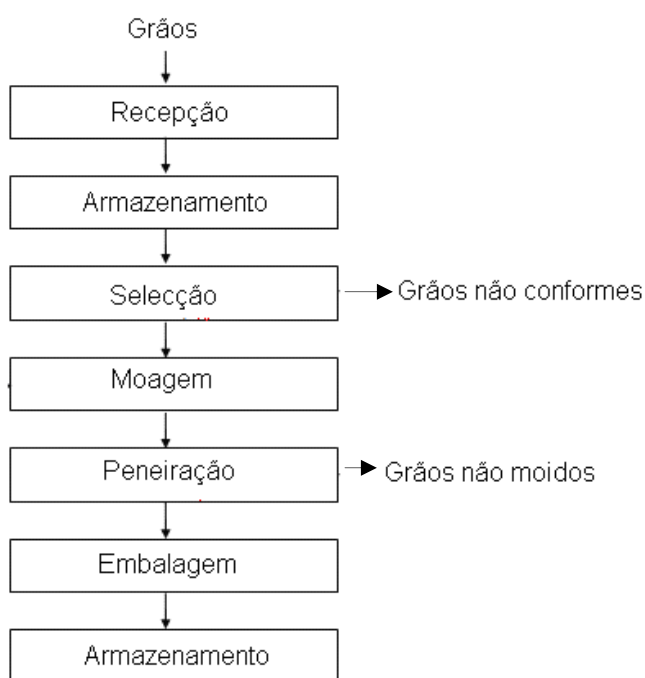 Grãos
Recepção
Armazenamento
Selecção
Grãos não conformes
Moagem
Peneiração
Grãos não moidos
Embalagem
Armazenamento